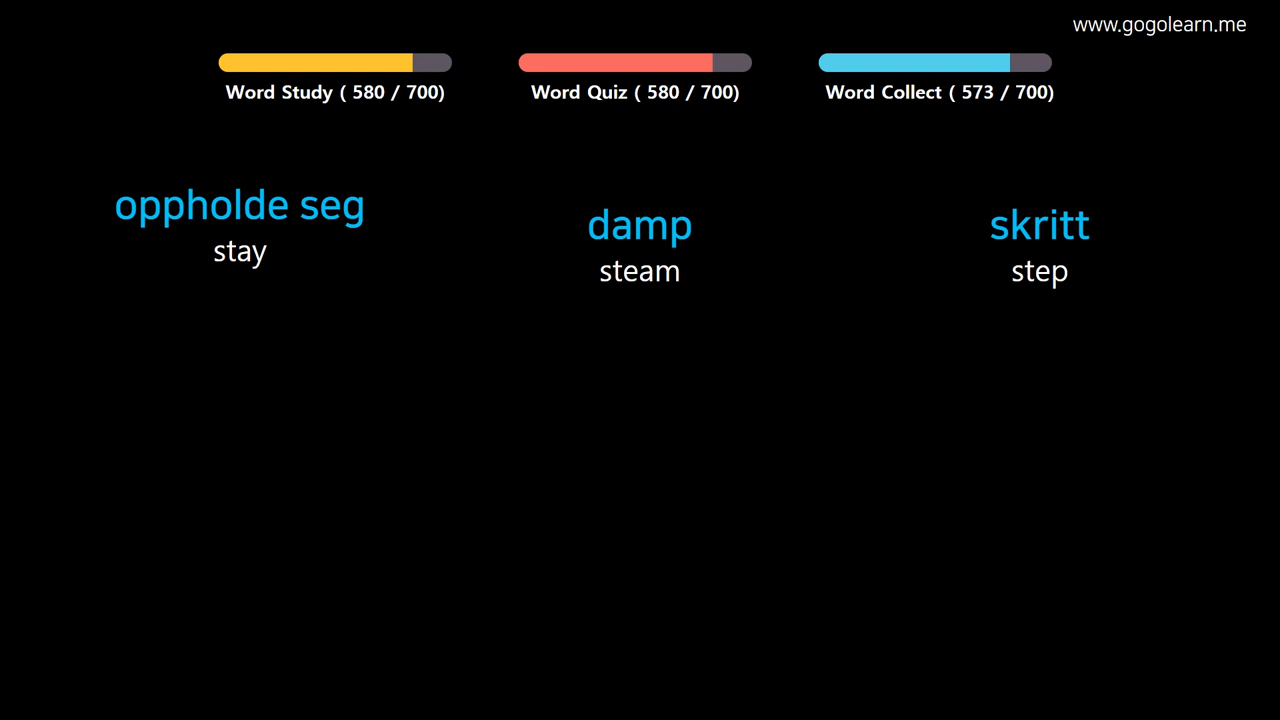 www.gogolearn.me
Word Study ( 580 / 700)
Word Quiz ( 580 / 700)
Word Collect ( 573 / 700)
oppholde seg
stay
damp
steam
skritt
step